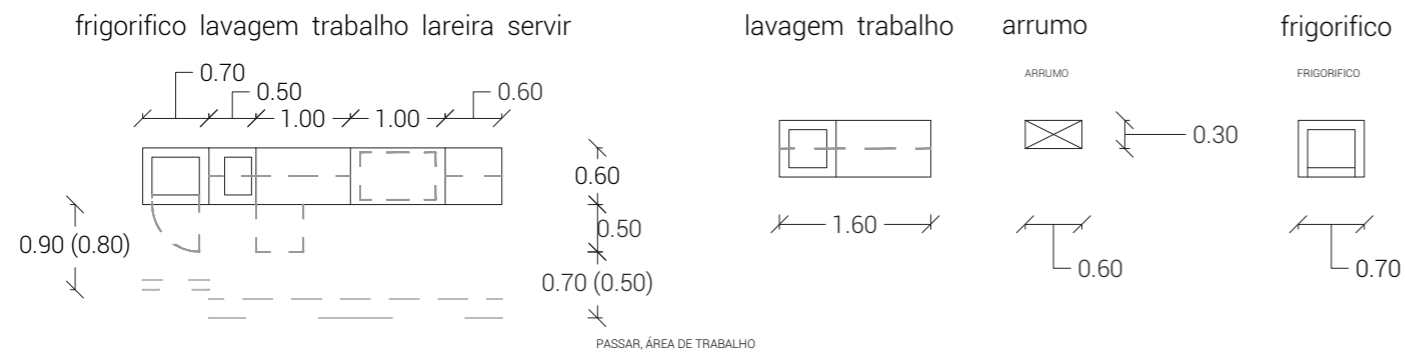 frigorifico lavagem trabalho lareira servir
0.70
0.50
1.00
1.00
0.60
0.60
0.50
0.90 (0.80)
0.70 (0.50)
PASSAR, ÁREA DE TRABALHO
lavagem trabalho
1.60
arrumo
ARRUMO
0.30
0.60
frigorifico
FRIGORIFICO
0.70